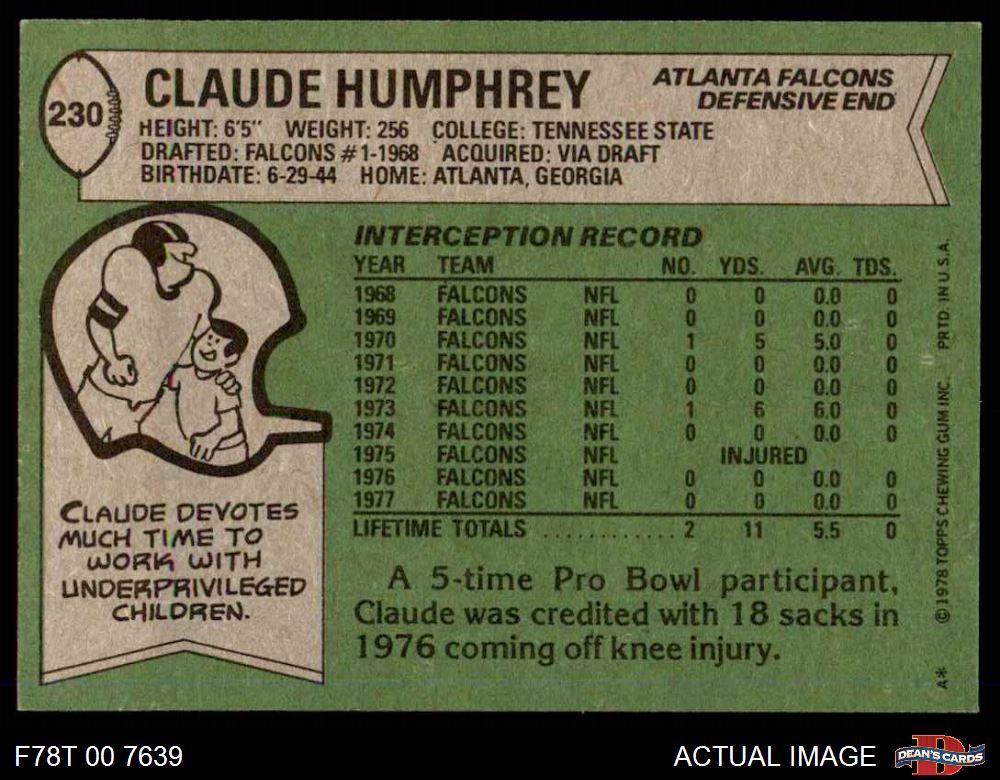 230
CLAUDE HUMPHREY
ATLANTA FALCONS
DEFENSIVE END
HEIGHT: 6'5" WEIGHT: 256 COLLEGE: TENNESSEE STATE
DRAFTED: FALCONS #1-1968 ACQUIRED: VIA DRAFT
BIRTHDATE: 6-29-44 HOME: ATLANTA, GEORGIA
INTERCEPTION RECORD
YEAR TEAM NO. YDS. AVG. TDS.
1968 FALCONS NFL 0 0 0.0 0
1969 FALCONS NFL 0 0 0.0 0
1970 FALCONS NFL 1 5 5.0 0
1971 FALCONS NFL 0 0 0.0 0
1972 FALCONS NFL 0 0 0.0 0
1973 FALCONS NFL 1 6 6.0 0
1974 FALCONS NFL 0 0 0.0 0
1975 FALCONS NFL INJURED
1976 FALCONS NFL 0 0 0.0 0
1977 FALCONS NFL 0 0 0.0 0
LIFETIME TOTALS ............ 2 11 5.5 0
A 5-time Pro Bowl participant,
Claude was credited with 18 sacks in
1976 coming off knee injury.
CLAUDE DEVOTES
MUCH TIME TO
WORK WITH
UNDERPRIVILEGED
CHILDREN.
© 1978 TOPPS CHEWING GUM INC. PRTD. IN U.S.A.
A*
F78T 00 7639
ACTUAL IMAGE
D
DEAN'S CARDS